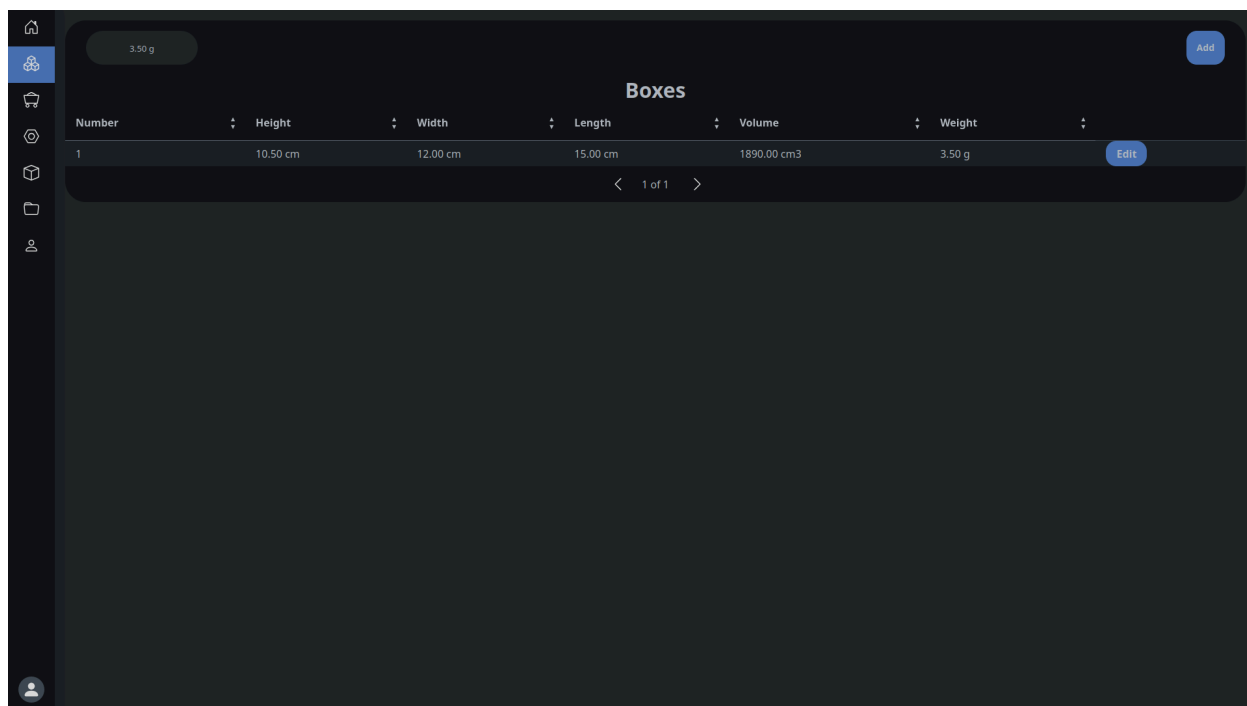 3.50 g
Add
Boxes
Number Height Width Length Volume Weight
1 10.50 cm 12.00 cm 15.00 cm 1890.00 cm3 3.50 g Edit
1 of 1